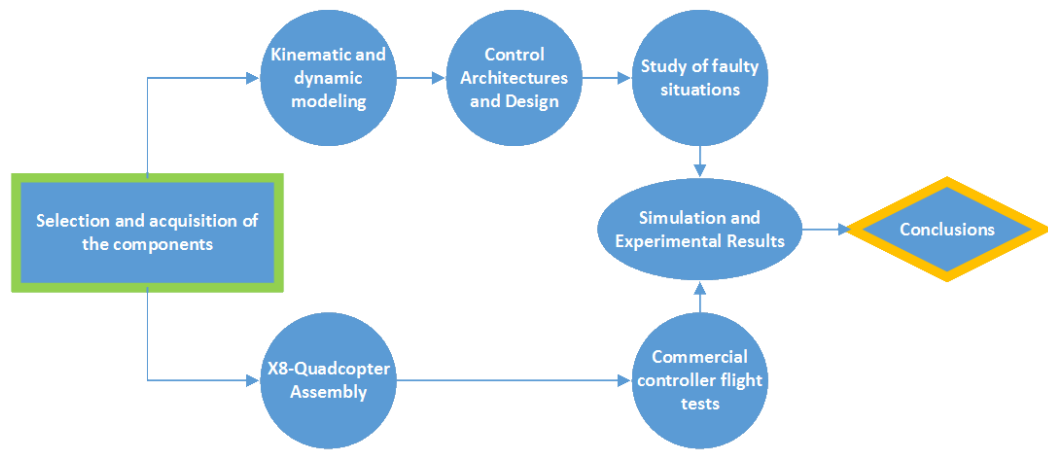 Kinematic and
dynamic
modeling
Control
Architectures
and Design
Study of faulty
situations
Selection and acquisition of
the components
Simulation and
Experimental Results
Conclusions
X8-Quadcopter
Assembly
Commercial
controller flight
tests